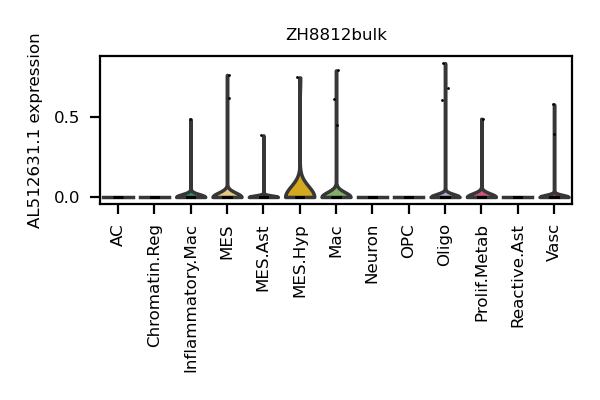 ZH8812bulk
AL512631.1 expression
0.5
0.0
AC
Chromatin.Reg
Inflammatory.Mac
MES
MES.Ast
MES.Hyp
Mac
Neuron
OPC
Oligo
Prolif.Metab
Reactive.Ast
Vasc